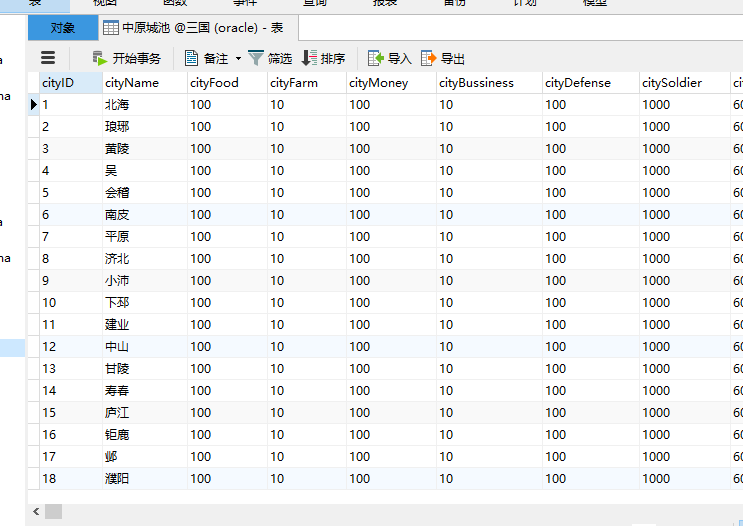 表 视图 函数 事件 查询 报表 备份 计划 模型
对象 中原城池 @三国 (oracle) - 表
开始事务 备注 筛选 排序 导入 导出
cityID cityName cityFood cityFarm cityMoney cityBussiness cityDefense citySoldier
1 北海 100 10 100 10 100 1000 60
2 琅琊 100 10 100 10 100 1000 60
3 黄陵 100 10 100 10 100 1000 60
4 吴 100 10 100 10 100 1000 60
5 会稽 100 10 100 10 100 1000 60
6 南皮 100 10 100 10 100 1000 60
7 平原 100 10 100 10 100 1000 60
8 济北 100 10 100 10 100 1000 60
9 小沛 100 10 100 10 100 1000 60
10 下邳 100 10 100 10 100 1000 60
11 建业 100 10 100 10 100 1000 60
12 中山 100 10 100 10 100 1000 60
13 甘陵 100 10 100 10 100 1000 60
14 寿春 100 10 100 10 100 1000 60
15 庐江 100 10 100 10 100 1000 60
16 钜鹿 100 10 100 10 100 1000 60
17 邺 100 10 100 10 100 1000 60
18 濮阳 100 10 100 10 100 1000 60